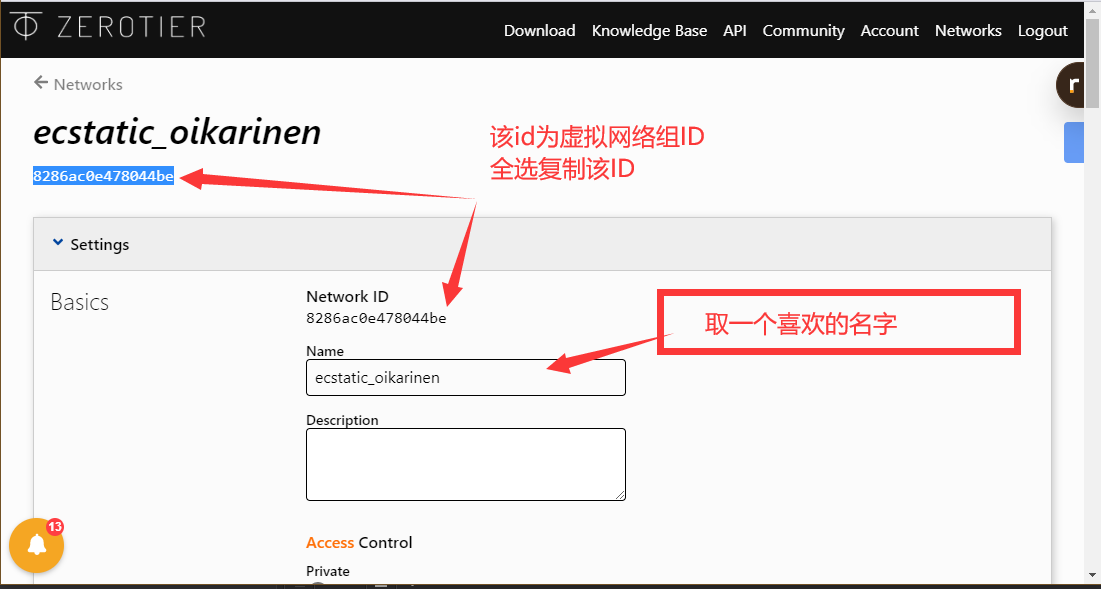 ZEROTIER
Download Knowledge Base API Community Account Networks Logout
Networks
r
ecstatic_oikarinen
该id为虚拟网络组ID
全选复制该ID
8286ac0e478044be
Settings
Basics
Network ID
8286ac0e478044be
取一个喜欢的名字
Name
ecstatic_oikarinen
Description
13
Access Control
Private